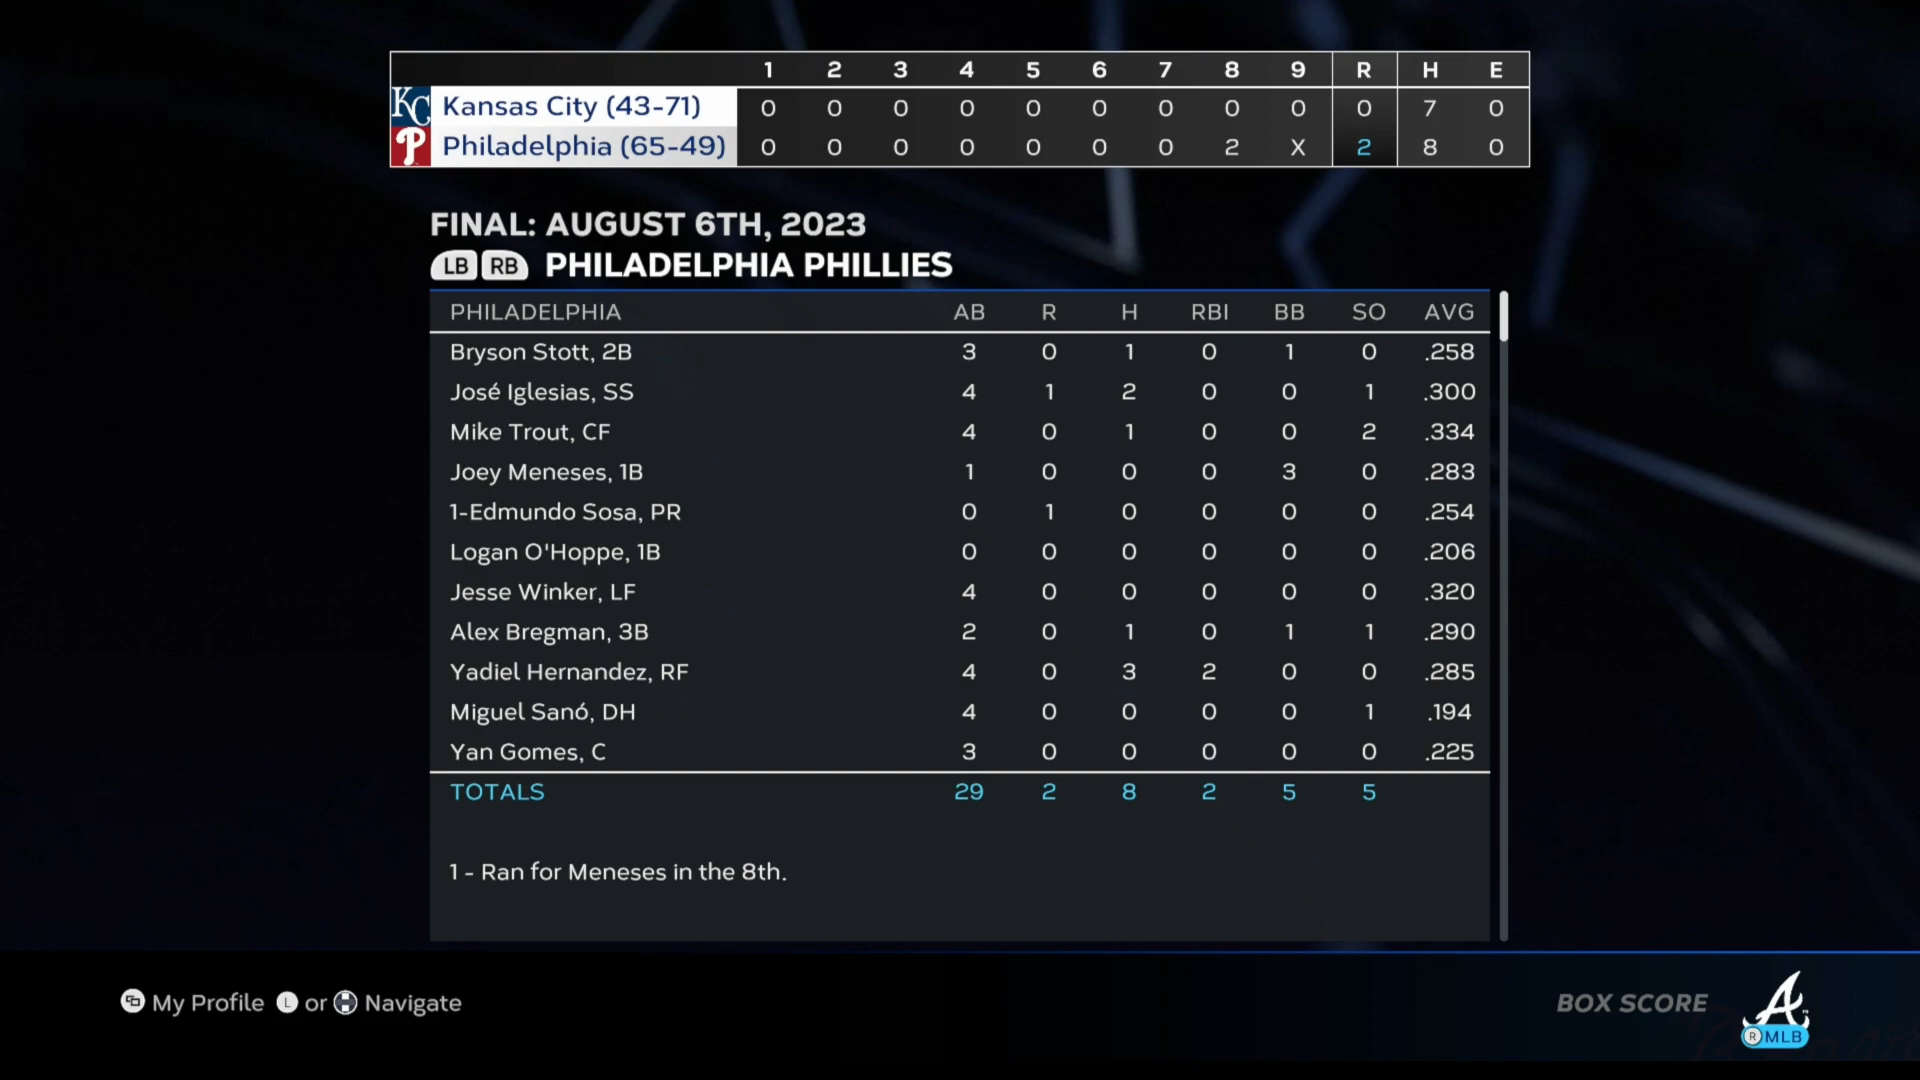 1 2 3 4 5 6 7 8 9 R H E
KC Kansas City (43-71) 0 0 0 0 0 0 0 0 0 0 7 0
P Philadelphia (65-49) 0 0 0 0 0 0 0 2 X 2 8 0
FINAL: AUGUST 6TH, 2023
LB RB PHILADELPHIA PHILLIES
PHILADELPHIA AB R H RBI BB SO AVG
Bryson Stott, 2B 3 0 1 0 1 0 .258
José Iglesias, SS 4 1 2 0 0 1 .300
Mike Trout, CF 4 0 1 0 0 2 .334
Joey Meneses, 1B 1 0 0 0 3 0 .283
1-Edmundo Sosa, PR 0 1 0 0 0 0 .254
Logan O'Hoppe, 1B 0 0 0 0 0 0 .206
Jesse Winker, LF 4 0 0 0 0 0 .320
Alex Bregman, 3B 2 0 1 0 1 1 .290
Yadiel Hernandez, RF 4 0 3 2 0 0 .285
Miguel Sanó, DH 4 0 0 0 0 1 .194
Yan Gomes, C 3 0 0 0 0 0 .225
TOTALS 29 2 8 2 5 5
1 - Ran for Meneses in the 8th.
My Profile L or Navigate
BOX SCORE
A
R MLB